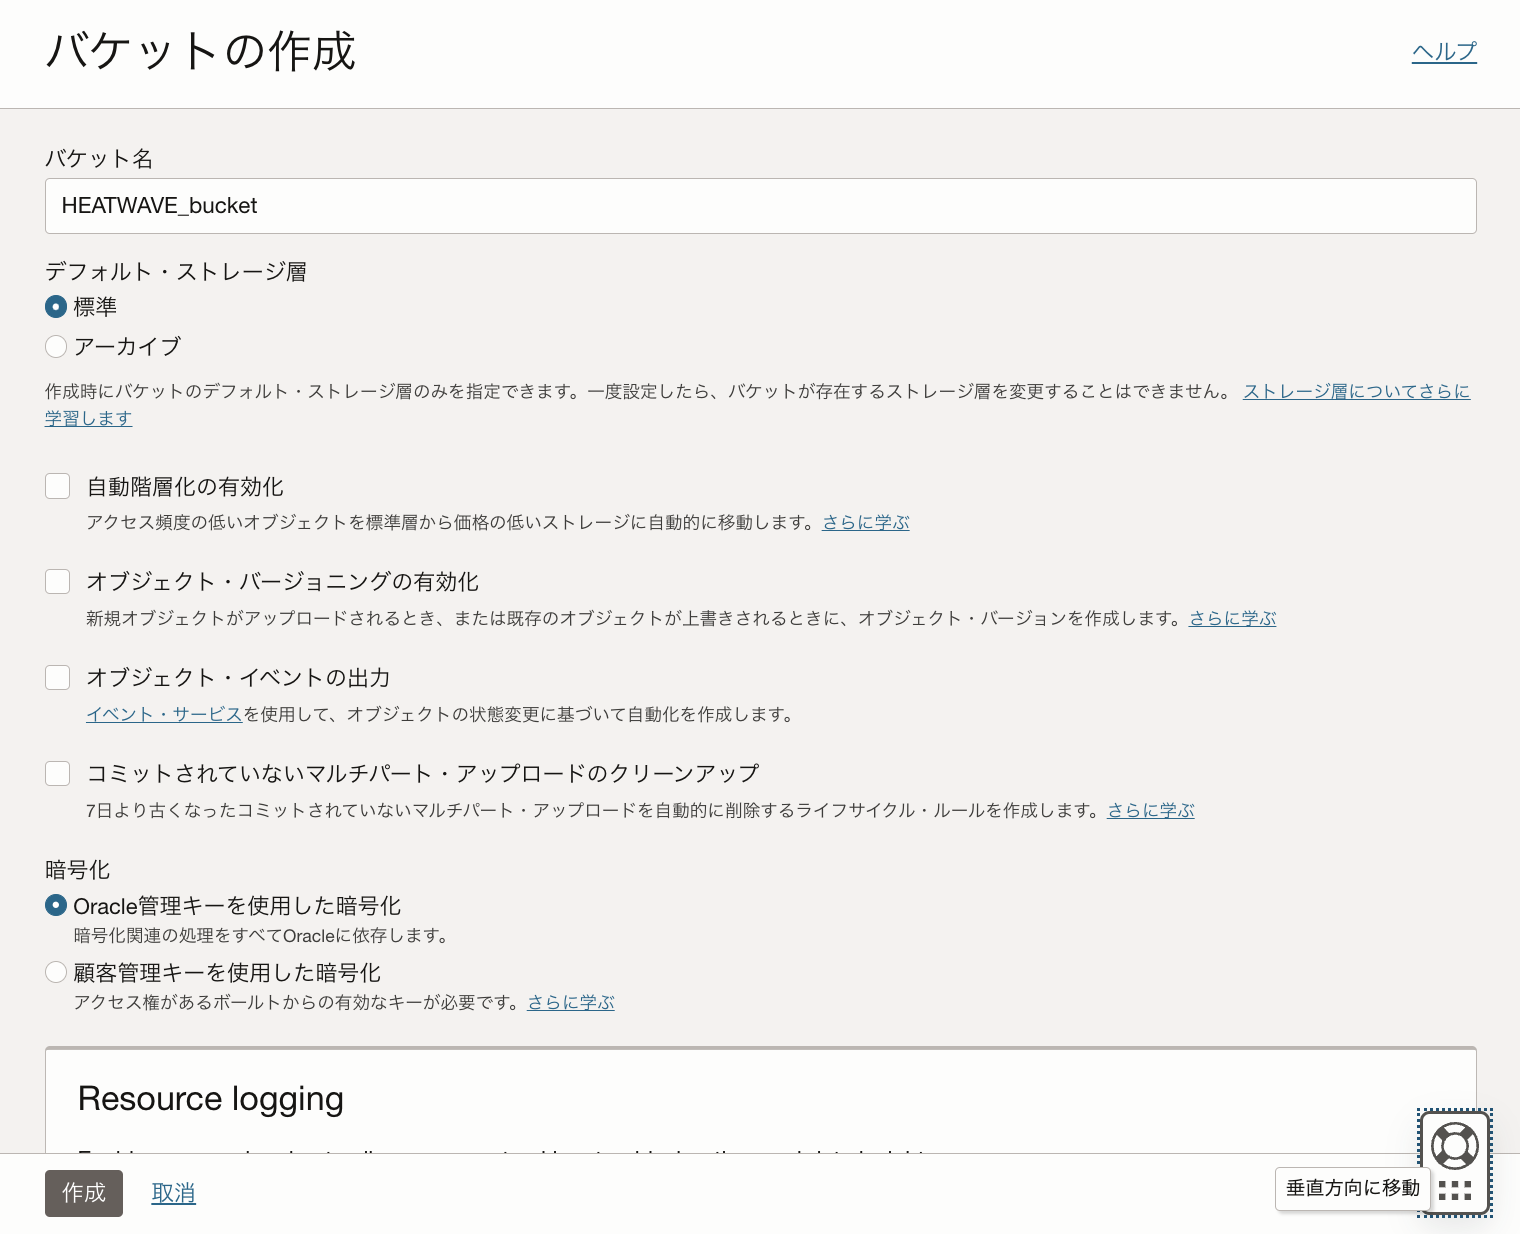 バケットの作成
ヘルプ
バケット名
HEATWAVE_bucket
デフォルト・ストレージ層
標準
アーカイブ
作成時にバケットのデフォルト・ストレージ層のみを指定できます。一度設定したら、バケットが存在するストレージ層を変更することはできません。 ストレージ層についてさらに
学習します
自動階層化の有効化
アクセス頻度の低いオブジェクトを標準層から価格の低いストレージに自動的に移動します。さらに学ぶ
オブジェクト・バージョニングの有効化
新規オブジェクトがアップロードされるとき、または既存のオブジェクトが上書きされるときに、オブジェクト・バージョンを作成します。さらに学ぶ
オブジェクト・イベントの出力
イベント・サービスを使用して、オブジェクトの状態変更に基づいて自動化を作成します。
コミットされていないマルチパート・アップロードのクリーンアップ
7日より古くなったコミットされていないマルチパート・アップロードを自動的に削除するライフサイクル・ルールを作成します。さらに学ぶ
暗号化
Oracle管理キーを使用した暗号化
暗号化関連の処理をすべてOracleに依存します。
顧客管理キーを使用した暗号化
アクセス権があるボールトからの有効なキーが必要です。さらに学ぶ
Resource logging
作成
取消
垂直方向に移動